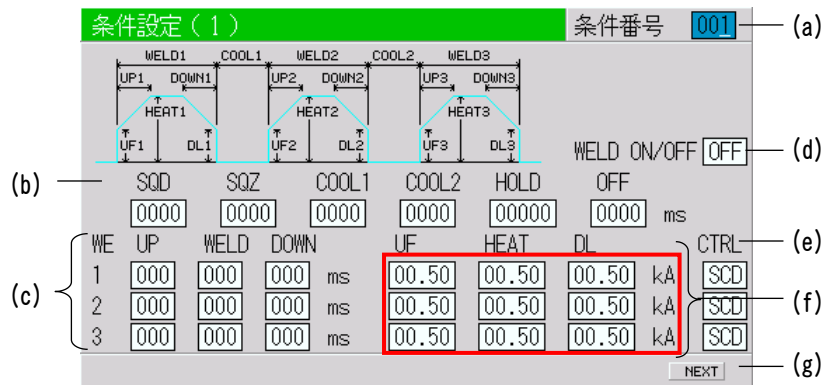 条件設定(1) 条件番号 001 (a)
WELD1 COOL1 WELD2 COOL2 WELD3
UP1 DOWN1 UP2 DOWN2 UP3 DOWN3
HEAT1 HEAT2 HEAT3
UF1 DL1 UF2 DL2 UF3 DL3
WELD ON/OFF OFF (d)
(b) SQD SQZ COOL1 COOL2 HOLD OFF
0000 0000 0000 0000 00000 0000 ms
WE UP WELD DOWN UF HEAT DL CTRL (e)
1 000 000 000 ms 00.50 00.50 00.50 kA SCD
(c) 2 000 000 000 ms 00.50 00.50 00.50 kA SCD (f)
3 000 000 000 ms 00.50 00.50 00.50 kA SCD
NEXT (g)